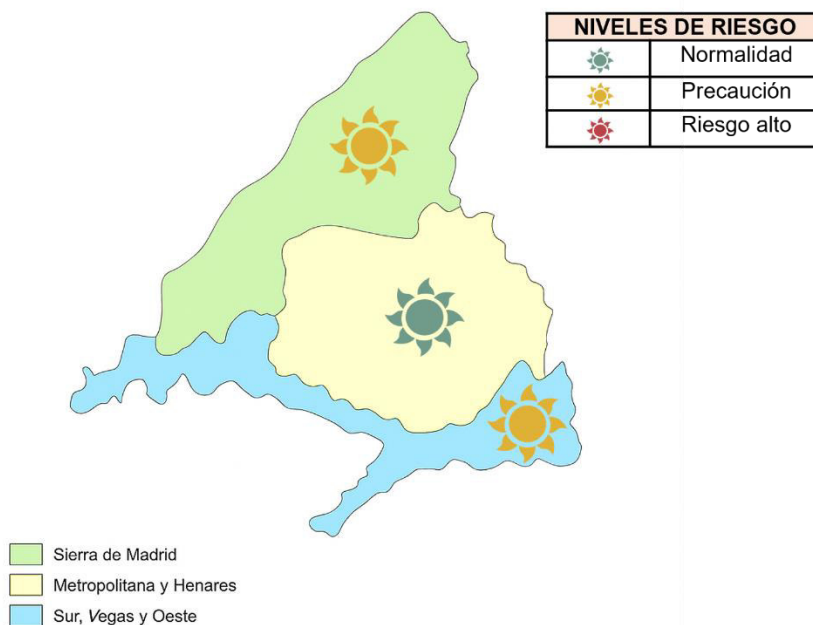 NIVELES DE RIESGO
Normalidad
Precaución
Riesgo alto
Sierra de Madrid
Metropolitana y Henares
Sur, Vegas y Oeste